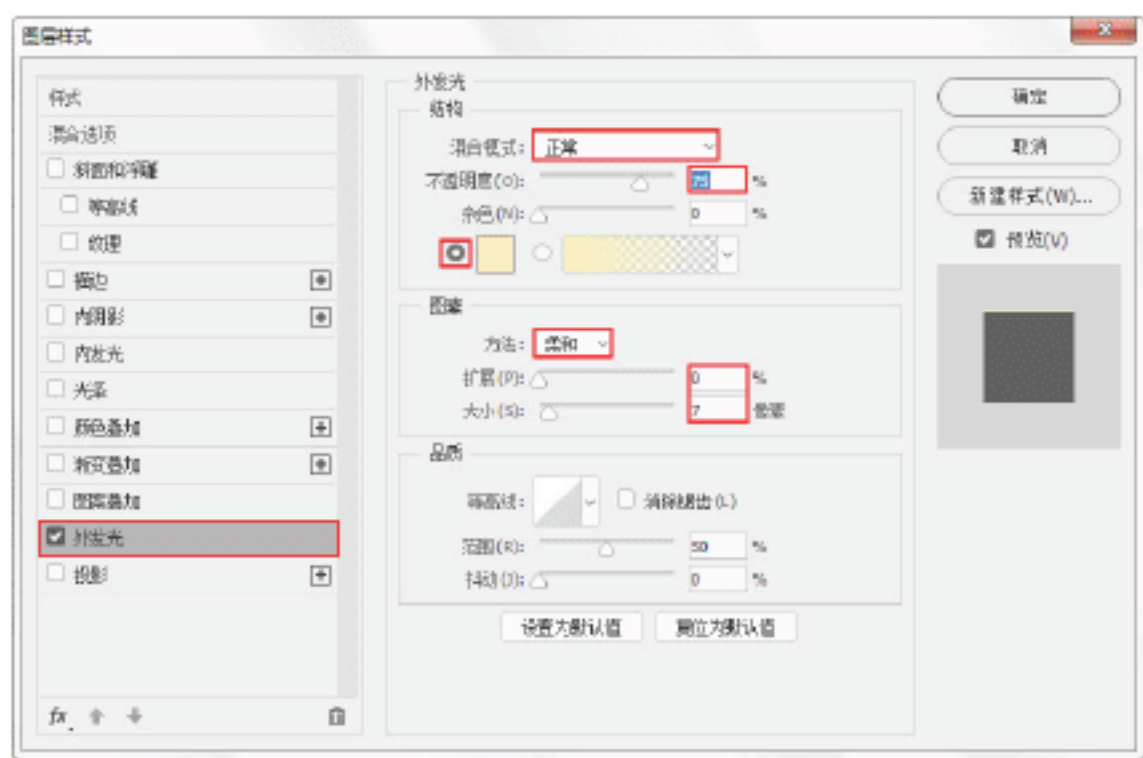 图层样式
样式
混合选项
斜面和浮雕
等高线
纹理
描边
内阴影
内发光
光泽
颜色叠加
渐变叠加
图案叠加
外发光
投影
fx
外发光
结构
混合模式: 正常
不透明度(O): 75 %
杂色(N): 0 %
图素
方法: 柔和
扩展(P): 0 %
大小(S): 7 像素
品质
等高线: 消除锯齿(L)
范围(R): 50 %
抖动(J): 0 %
设置为默认值 复位为默认值
确定
取消
新建样式(W)...
预览(V)